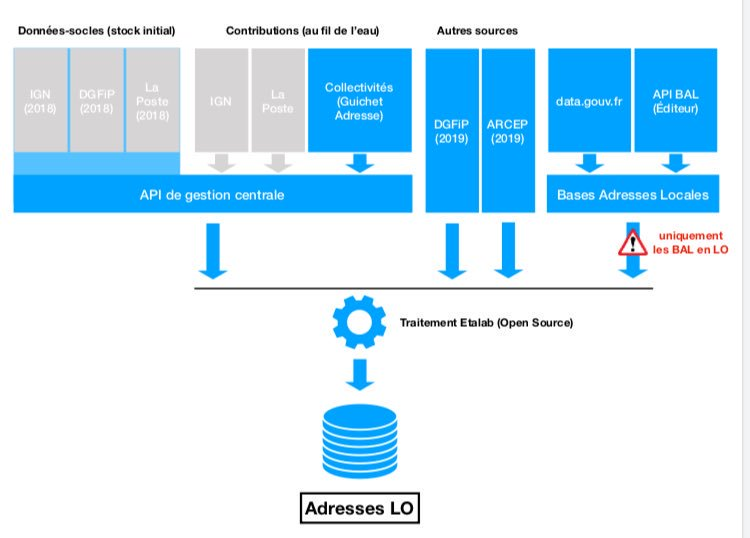 Données-socles (stock initial)
Contributions (au fil de l'eau)
Autres sources
IGN
(2018)
DGFiP
(2018)
La
Poste
(2018)
IGN
La
Poste
Collectivités
(Guichet
Adresse)
DGFiP
(2019)
ARCEP
(2019)
data.gouv.fr
API BAL
(Éditeur)
API de gestion centrale
Bases Adresses Locales
uniquement
les BAL en LO
Traitement Etalab (Open Source)
Adresses LO